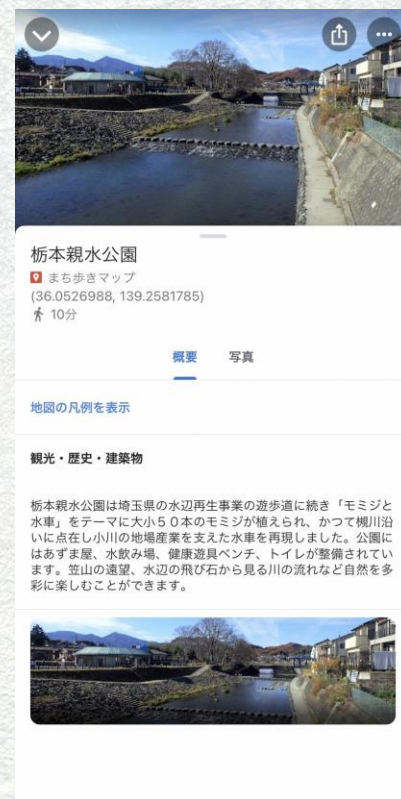 栃本親水公園
まち歩きマップ
(36.0526988, 139.2581785)
10分
概要 写真
地図の凡例を表示
観光・歴史・建築物
栃本親水公園は埼玉県の水辺再生事業の遊歩道に続き「モミジと
水車」をテーマに大小５０本のモミジが植えられ、かつて槻川沿
いに点在し小川の地場産業を支えた水車を再現しました。公園に
はあずま屋、水飲み場、健康遊具ベンチ、トイレが整備されてい
ます。笠山の遠望、水辺の飛び石から見る川の流れなど自然を多
彩に楽しむことができます。